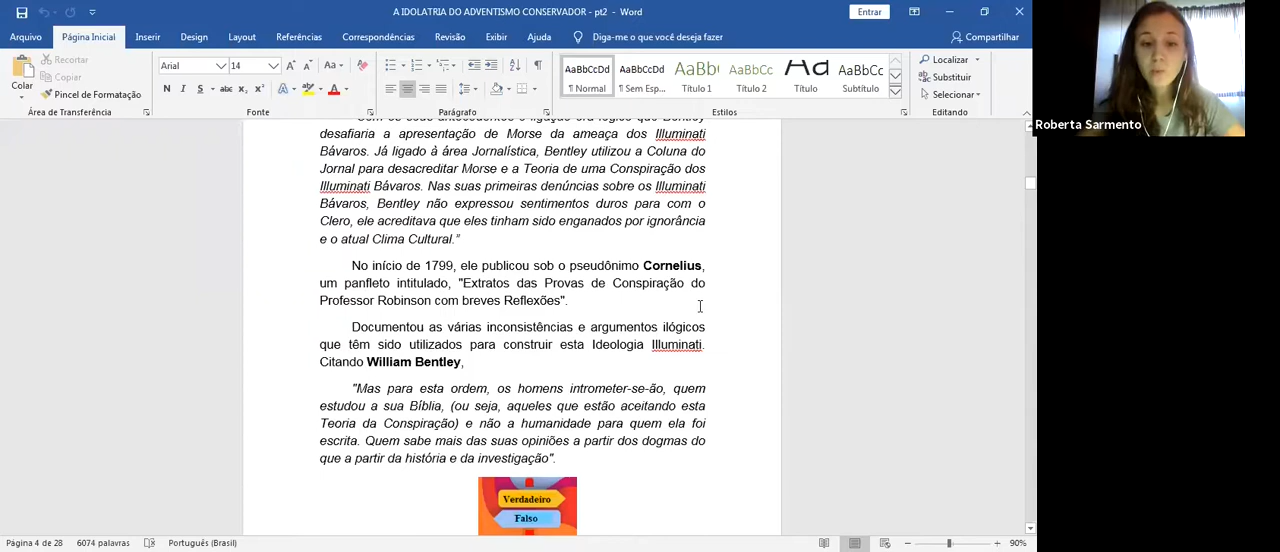 A IDOLATRIA DO ADVENTISMO CONSERVADOR - pt2 - Word
Entrar
Arquivo Página Inicial Inserir Design Layout Referências Correspondências Revisão Exibir Ajuda Diga-me o que você deseja fazer Compartilhar
Colar
Recortar
Copiar
Pincel de Formatação
Área de Transferência
Arial 14
N I S
Fonte
Parágrafo
AaBbCcDd AaBbCcDd AaBbC AaBbCc Aa AaBbCc
¶ Normal ¶ Sem Esp... Título 1 Título 2 Título Subtítulo
Estilos
Localizar
Substituir
Selecionar
Editando
Roberta Sarmento
desafiaria a apresentação de Morse da ameaça dos Illuminati
Bávaros. Já ligado à área Jornalística, Bentley utilizou a Coluna do
Jornal para desacreditar Morse e a Teoria de uma Conspiração dos
Illuminati Bávaros. Nas suas primeiras denúncias sobre os Illuminati
Bávaros, Bentley não expressou sentimentos duros para com o
Clero, ele acreditava que eles tinham sido enganados por ignorância
e o atual Clima Cultural."
No início de 1799, ele publicou sob o pseudônimo Cornelius,
um panfleto intitulado, "Extratos das Provas de Conspiração do
Professor Robinson com breves Reflexões".
Documentou as várias inconsistências e argumentos ilógicos
que têm sido utilizados para construir esta Ideologia Illuminati.
Citando William Bentley,
"Mas para esta ordem, os homens intrometer-se-ão, quem
estudou a sua Bíblia, (ou seja, aqueles que estão aceitando esta
Teoria da Conspiração) e não a humanidade para quem ela foi
escrita. Quem sabe mais das suas opiniões a partir dos dogmas do
que a partir da história e da investigação".
Verdadeiro
Falso
Página 4 de 28 6074 palavras Português (Brasil) 90%